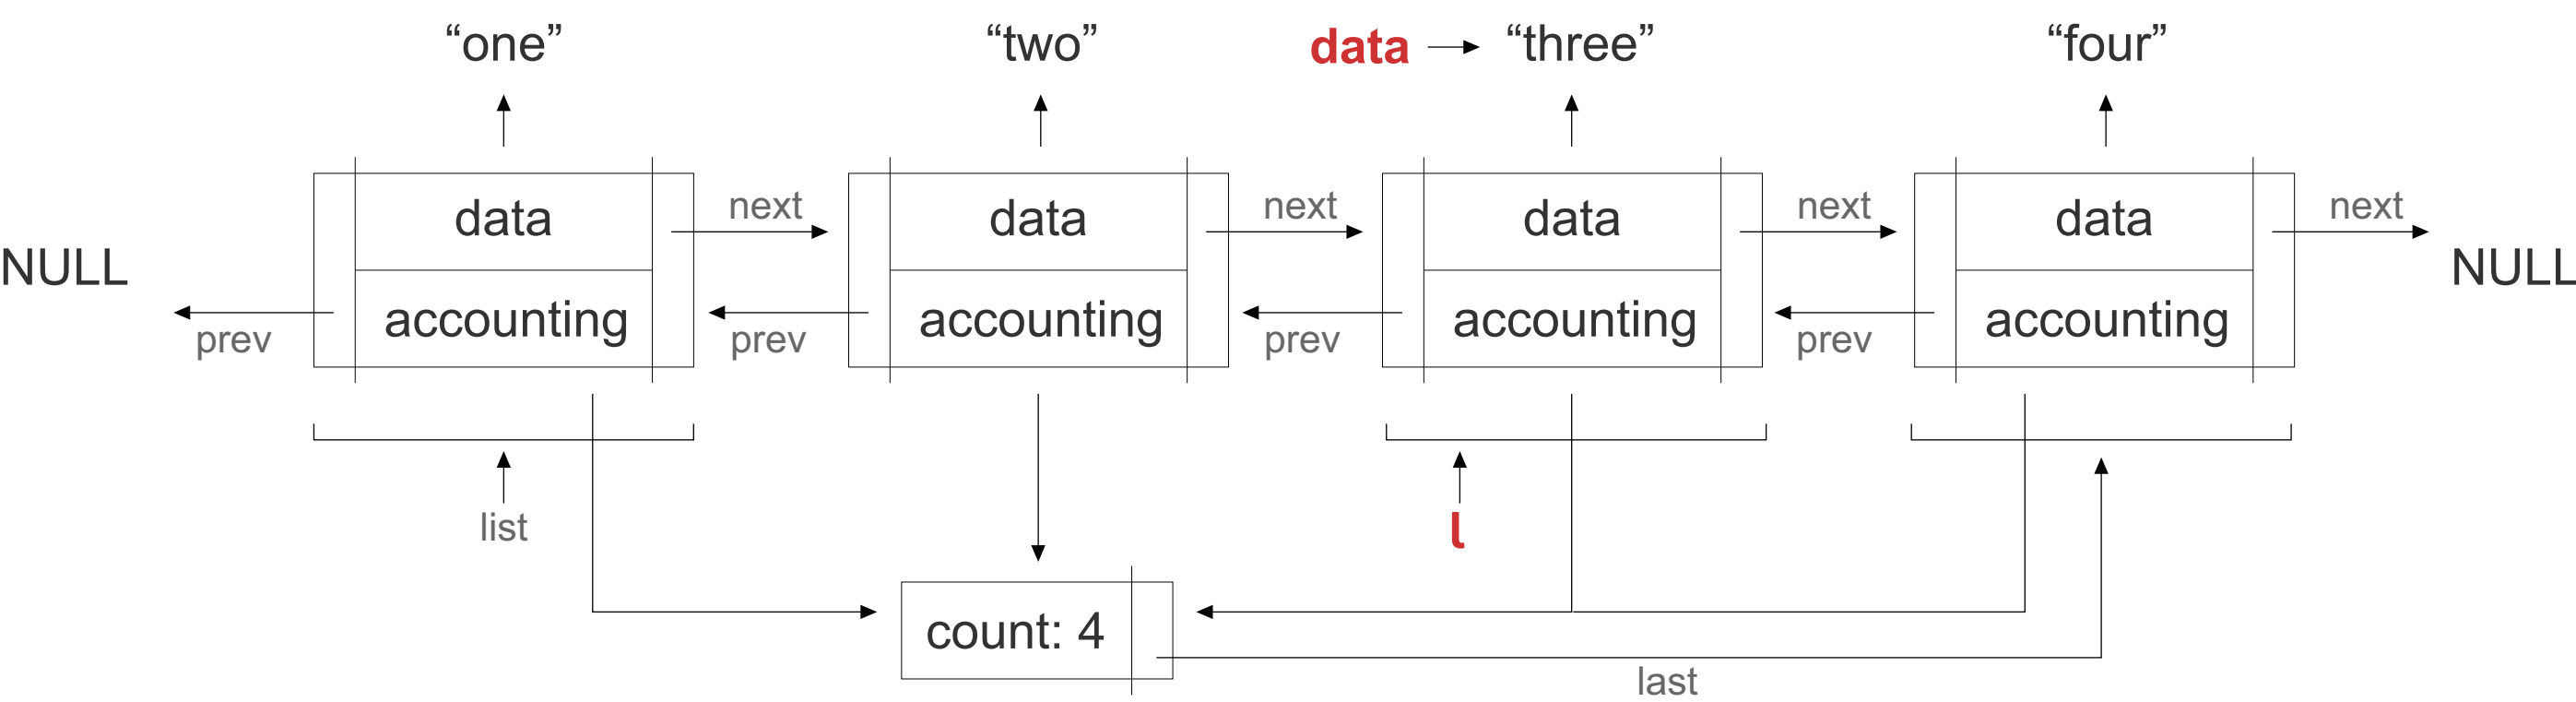 “one” “two” data “three” “four”
data next data next data next data next
NULL NULL
accounting accounting accounting accounting
prev prev prev prev
list l
count: 4
last